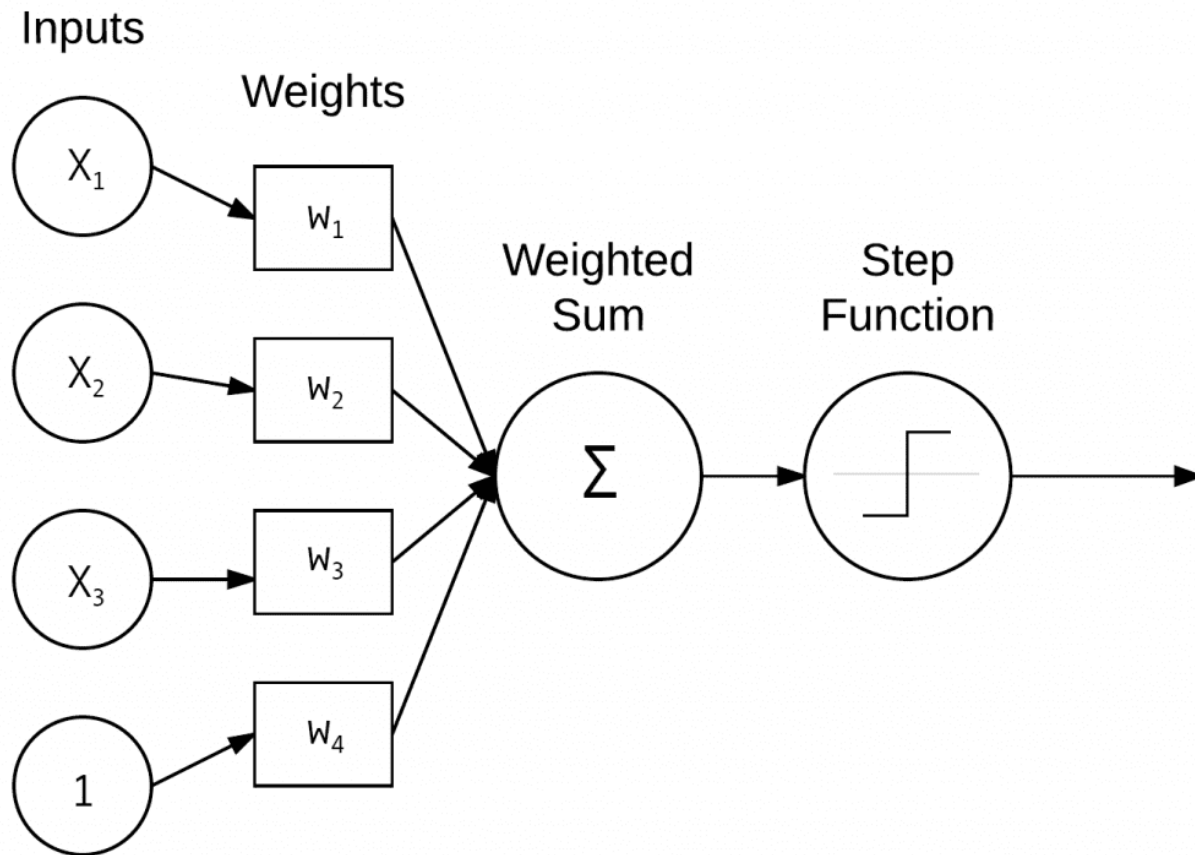 Inputs
Weights
X₁
W₁
X₂
W₂
X₃
W₃
1
W₄
Weighted
Sum
Σ
Step
Function